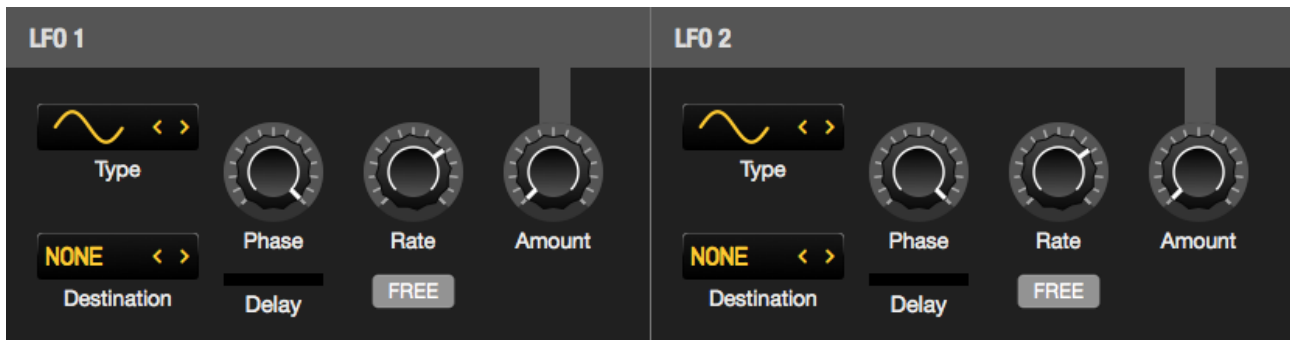 LFO 1
LFO 2
Type
Phase
Rate
Amount
NONE
Destination
Delay
FREE
Type
Phase
Rate
Amount
NONE
Destination
Delay
FREE